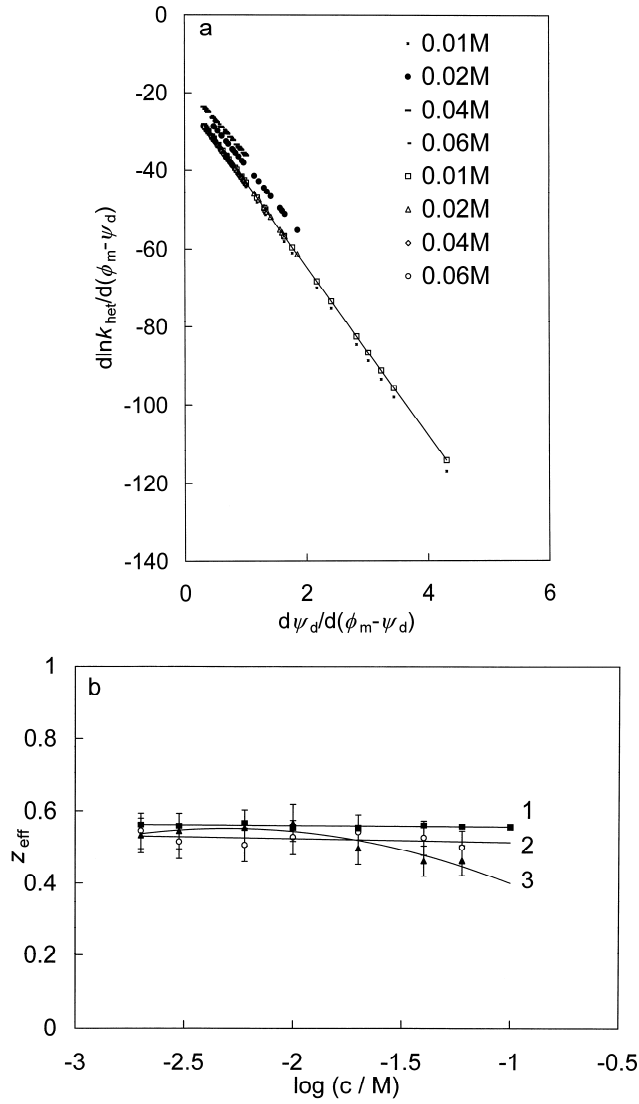 a
0
-20
-40
-60
-80
-100
-120
-140
dlnk_het/d(ϕ_m-ψ_d)
0.01M
0.02M
0.04M
0.06M
0.01M
0.02M
0.04M
0.06M
0 2 4 6
dψ_d/d(ϕ_m-ψ_d)
b
1
0.8
0.6
0.4
0.2
0
z_eff
1
2
3
-3 -2.5 -2 -1.5 -1 -0.5
log (c / M)